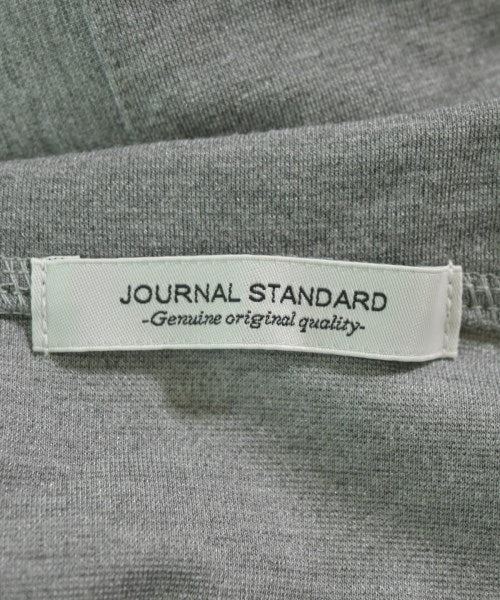 JOURNAL STANDARD
-Genuine original quality-